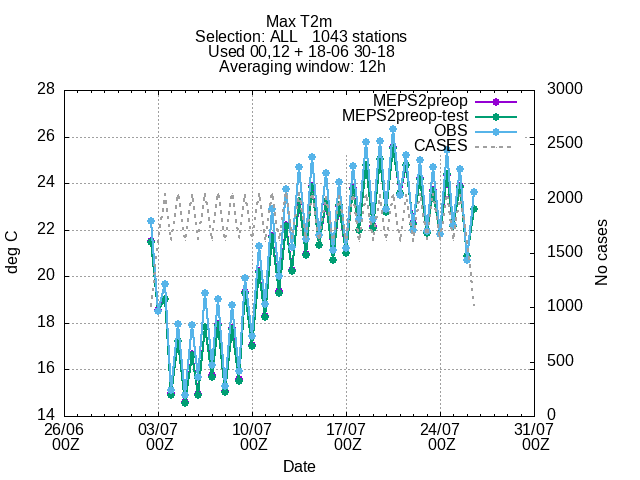 Max T2m
Selection: ALL 1043 stations
Used 00,12 + 18-06 30-18
Averaging window: 12h
28 3000
MEPS2preop
MEPS2preop-test
OBS
CASES
26 2500
24 2000
22 1500
20
18 1000
16 500
14 0
deg C
No cases
26/06 03/07 10/07 17/07 24/07 31/07
00Z 00Z 00Z 00Z 00Z 00Z
Date